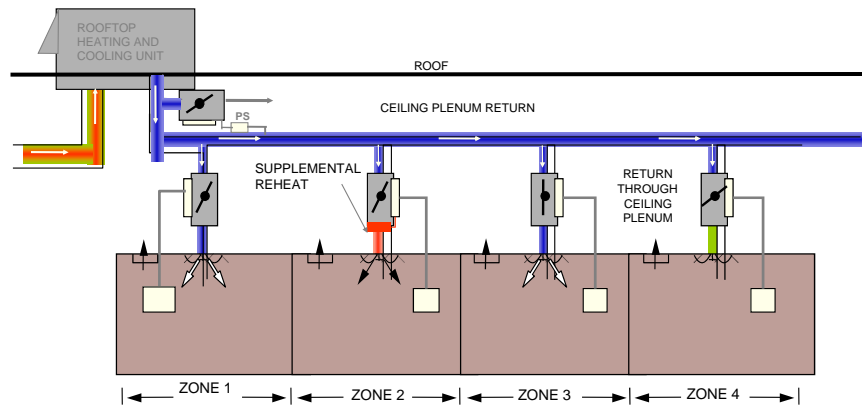 ROOFTOP
HEATING AND
COOLING UNIT
ROOF
CEILING PLENUM RETURN
PS
SUPPLEMENTAL
REHEAT
RETURN
THROUGH
CEILING
PLENUM
ZONE 1
ZONE 2
ZONE 3
ZONE 4